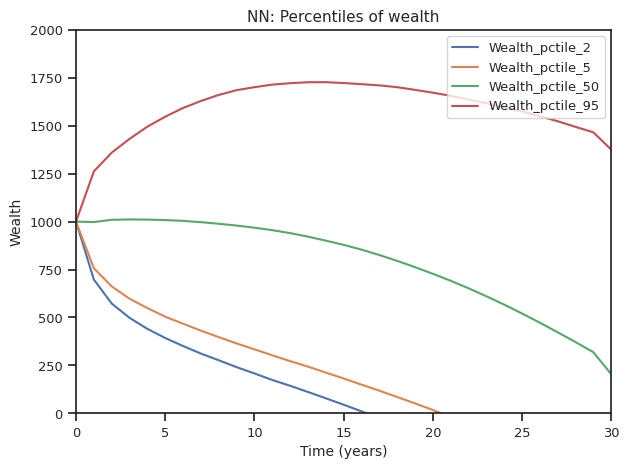 NN: Percentiles of wealth
Wealth_pctile_2
Wealth_pctile_5
Wealth_pctile_50
Wealth_pctile_95
2000
1750
1500
1250
1000
750
500
250
0
Wealth
0 5 10 15 20 25 30
Time (years)